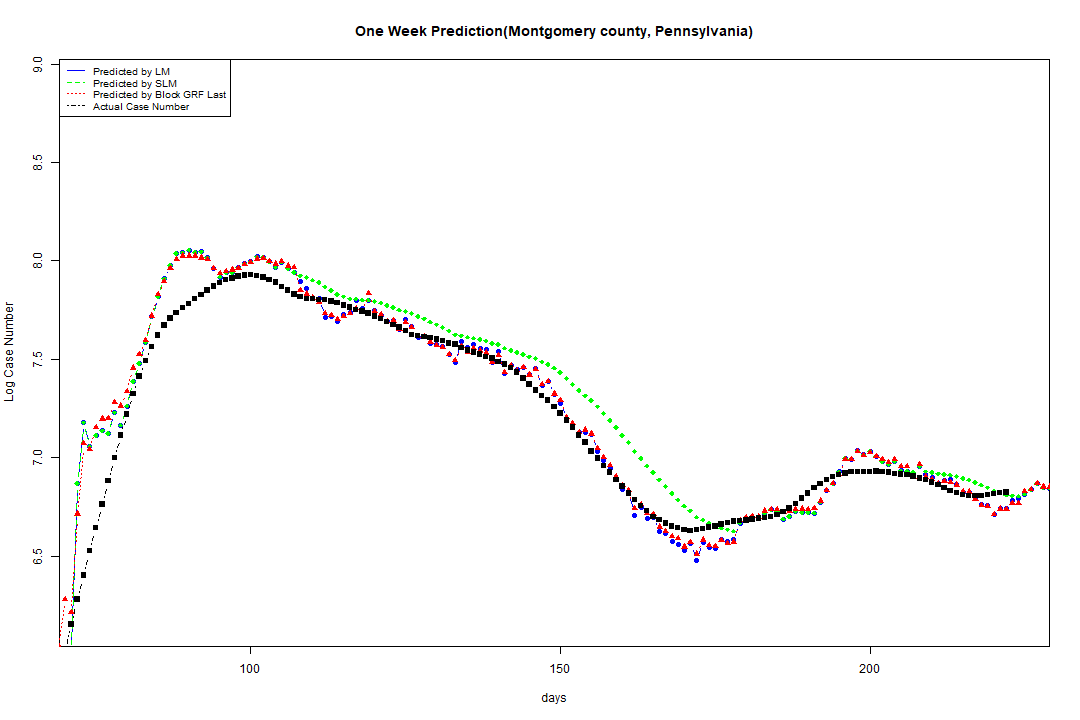 One Week Prediction(Montgomery county, Pennsylvania)
9.0
Predicted by LM
Predicted by SLM
Predicted by Block GRF Last
Actual Case Number
8.5
8.0
7.5
7.0
6.5
Log Case Number
100 150 200
days